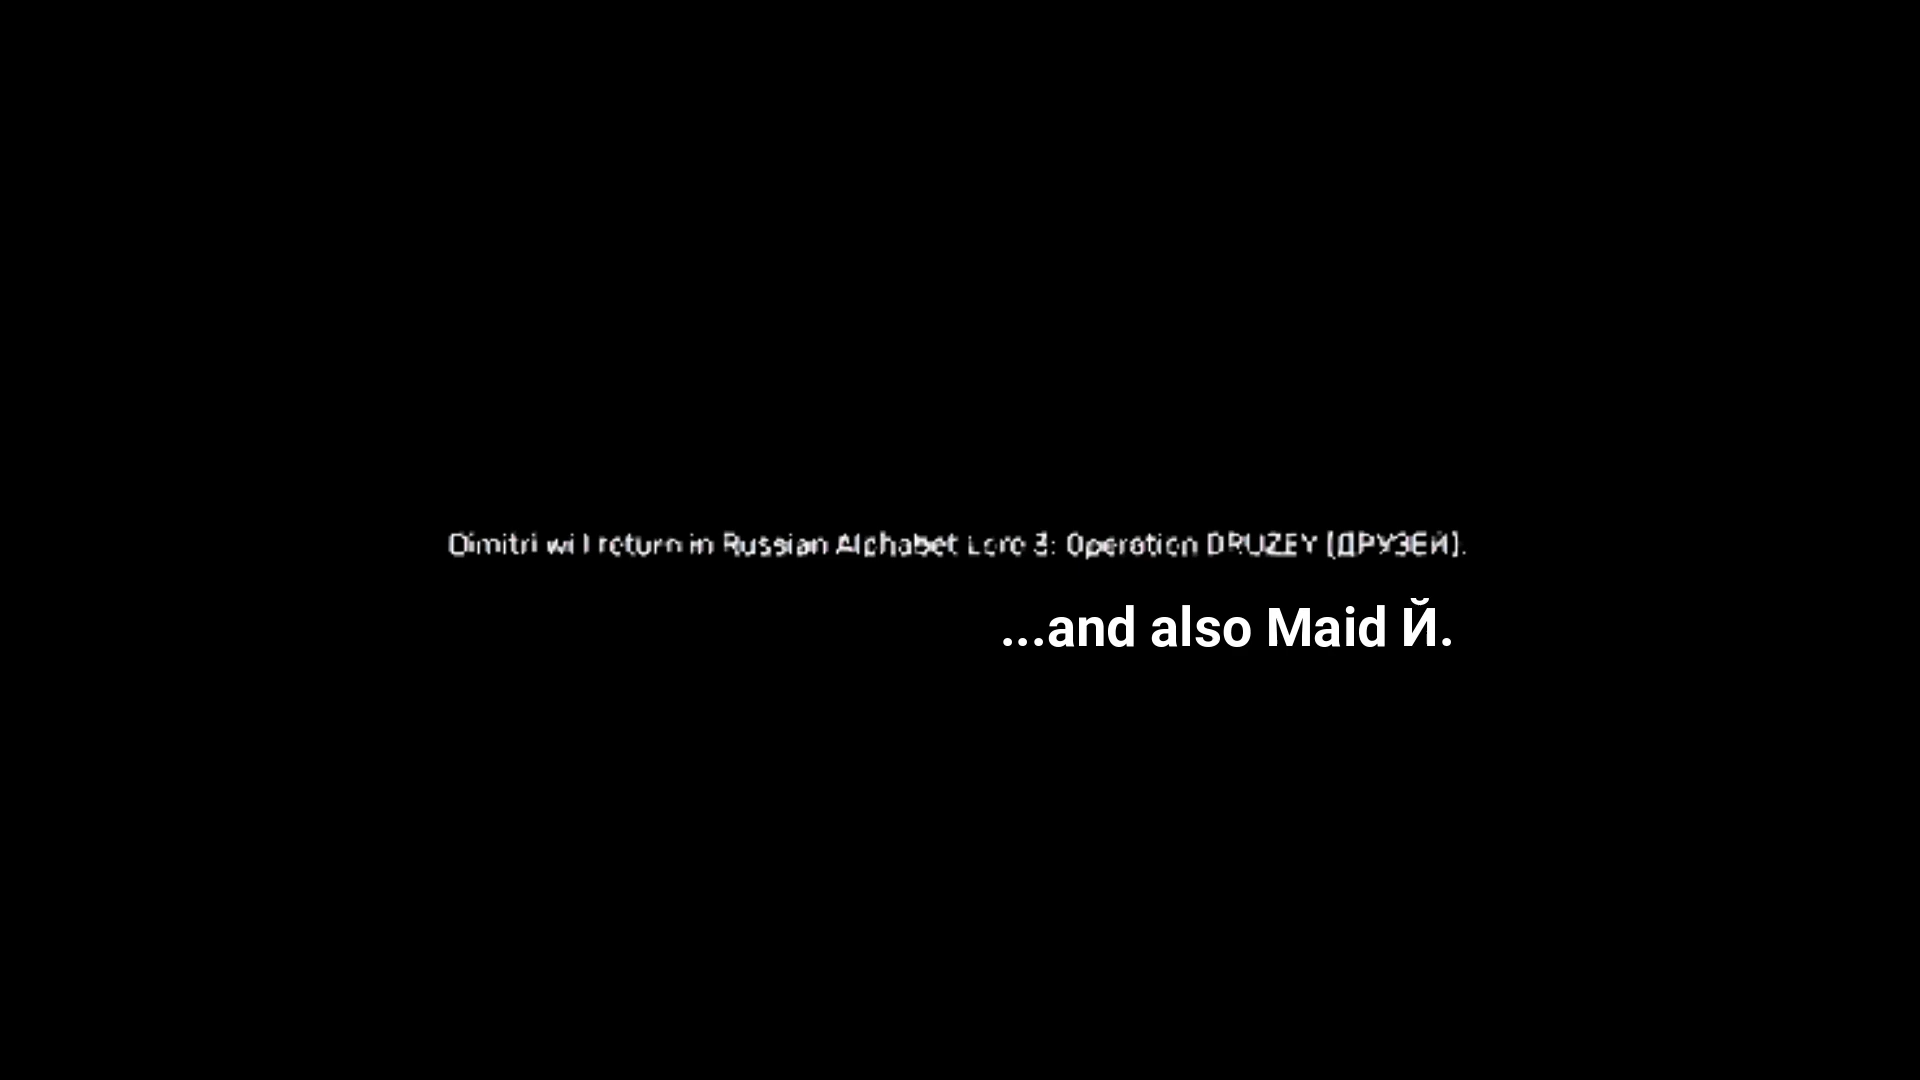 Dimitri will return in Russian Alphabet Lore 3: Operation DRUZEY (ДРУЗЕЙ).
...and also Maid Й.